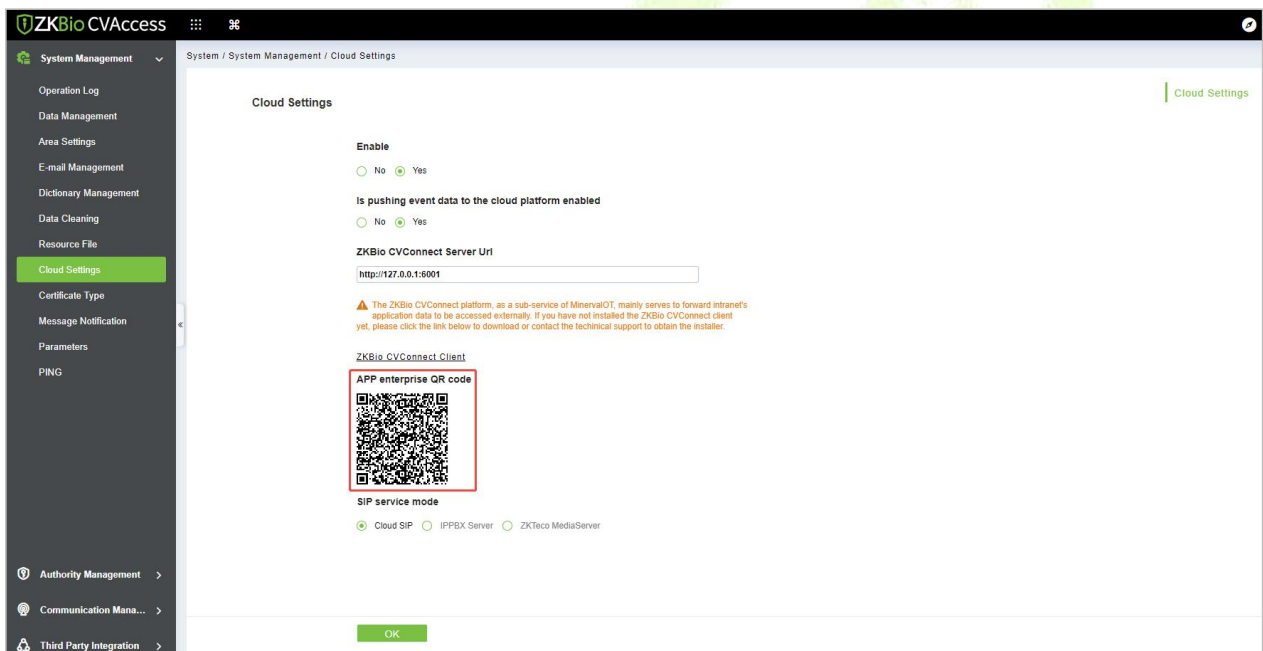 ZKBio CVAccess
System Management
Operation Log
Data Management
Area Settings
E-mail Management
Dictionary Management
Data Cleaning
Resource File
Cloud Settings
Certificate Type
Message Notification
Parameters
PING
Authority Management
Communication Mana...
Third Party Integration
System / System Management / Cloud Settings
Cloud Settings
Cloud Settings
Enable
No Yes
Is pushing event data to the cloud platform enabled
No Yes
ZKBio CVConnect Server Url
http://127.0.0.1:6001
The ZKBio CVConnect platform, as a sub-service of MinervaIOT, mainly serves to forward intranet's
application data to be accessed externally. If you have not installed the ZKBio CVConnect client
yet, please click the link below to download or contact the techinical support to obtain the installer.
ZKBio CVConnect Client
APP enterprise QR code
SIP service mode
Cloud SIP IPPBX Server ZKTeco MediaServer
OK